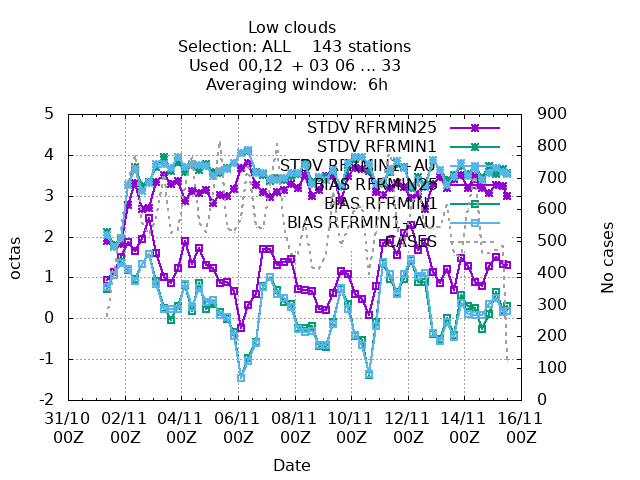 Low clouds
Selection: ALL    143 stations
Used  00,12  + 03 06 ... 33
Averaging window:  6h
STDV RFRMIN25
STDV RFRMIN1
STDV RFRMIN1-AU
BIAS RFRMIN25
BIAS RFRMIN1
BIAS RFRMIN1-AU
CASES
octas
5
4
3
2
1
0
-1
-2
No cases
900
800
700
600
500
400
300
200
100
0
31/10 02/11 04/11 06/11 08/11 10/11 12/11 14/11 16/11
00Z 00Z 00Z 00Z 00Z 00Z 00Z 00Z 00Z
Date